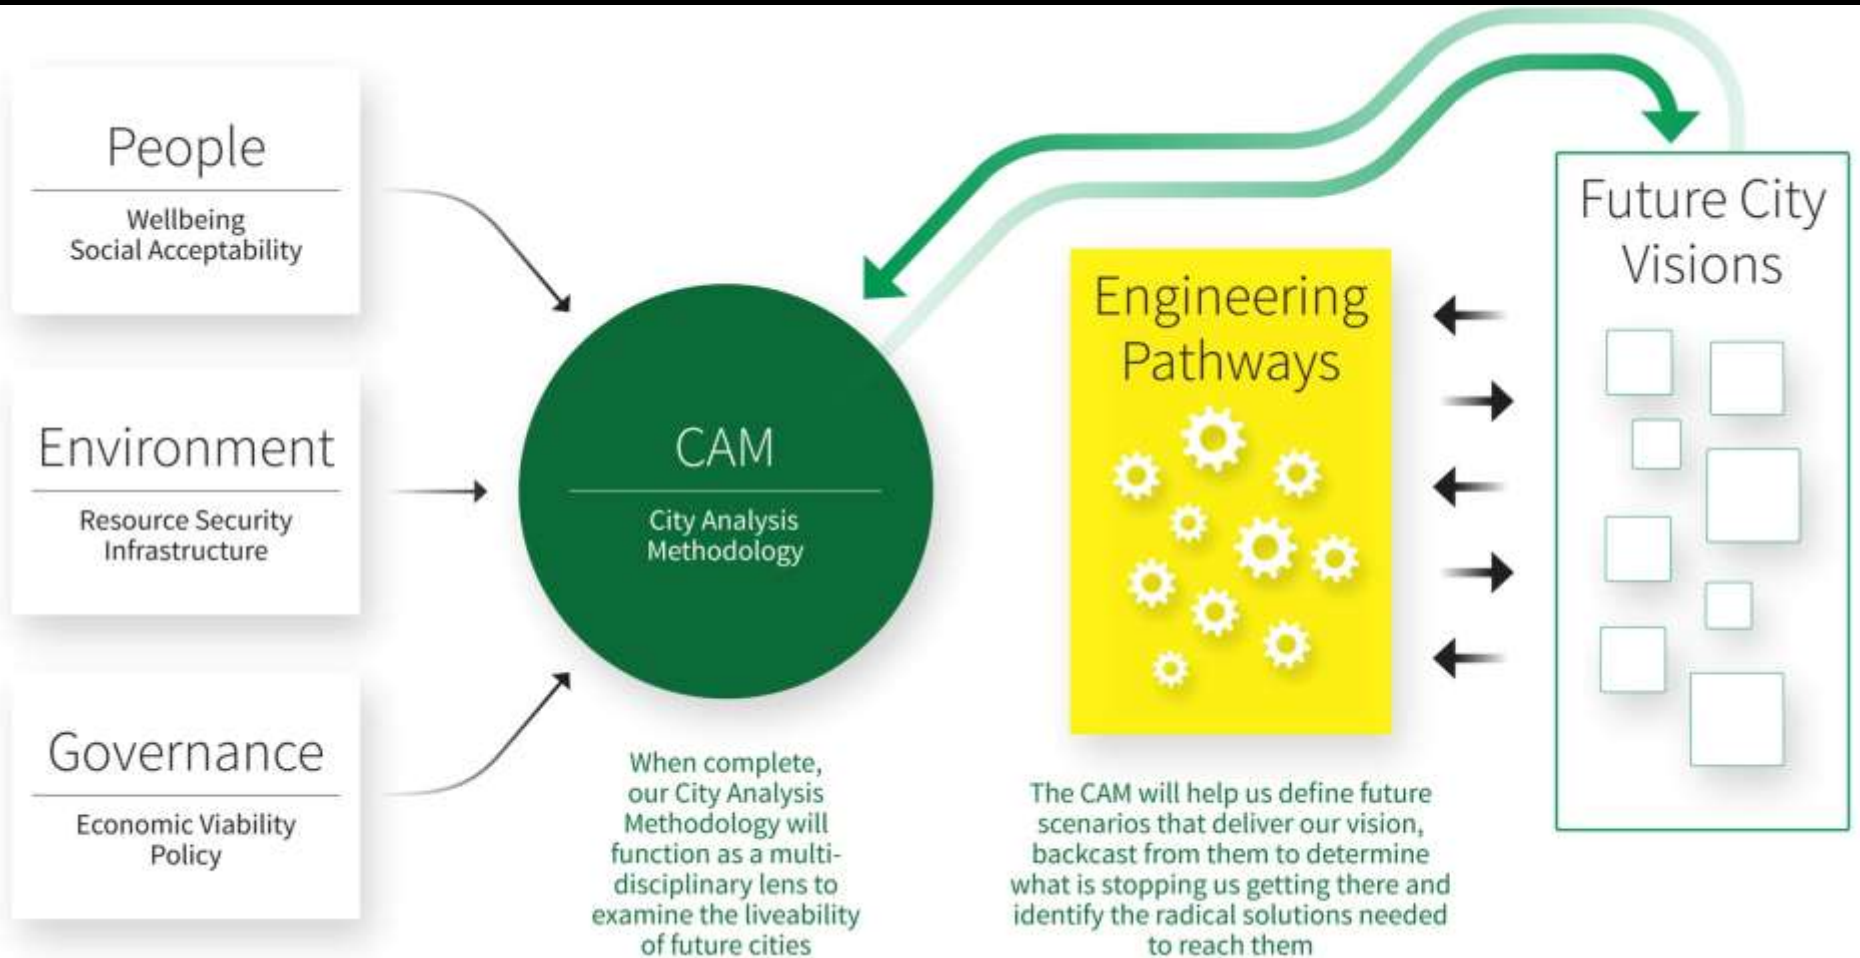 People
Wellbeing
Social Acceptability
Environment
Resource Security
Infrastructure
Governance
Economic Viability
Policy
CAM
City Analysis
Methodology
When complete,
our City Analysis
Methodology will
function as a multi-
disciplinary lens to
examine the liveability
of future cities
Engineering
Pathways
The CAM will help us define future
scenarios that deliver our vision,
backcast from them to determine
what is stopping us getting there and
identify the radical solutions needed
to reach them
Future City
Visions